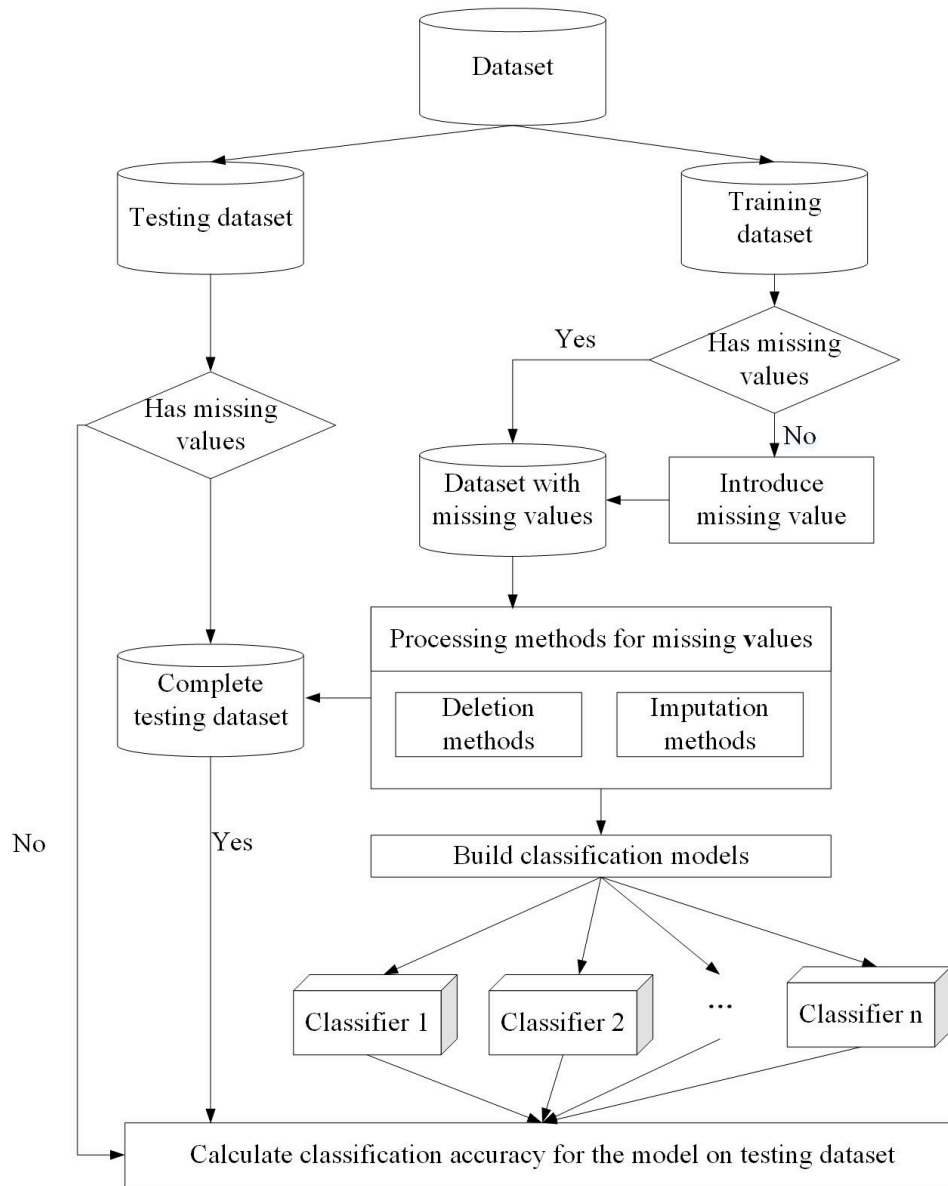 Dataset
Testing dataset
Training
dataset
Yes
Has missing
values
Has missing
values
No
Dataset with
missing values
Introduce
missing value
Processing methods for missing values
Complete
testing dataset
Deletion
methods
Imputation
methods
No
Yes
Build classification models
Classifier 1
Classifier 2
...
Classifier n
Calculate classification accuracy for the model on testing dataset